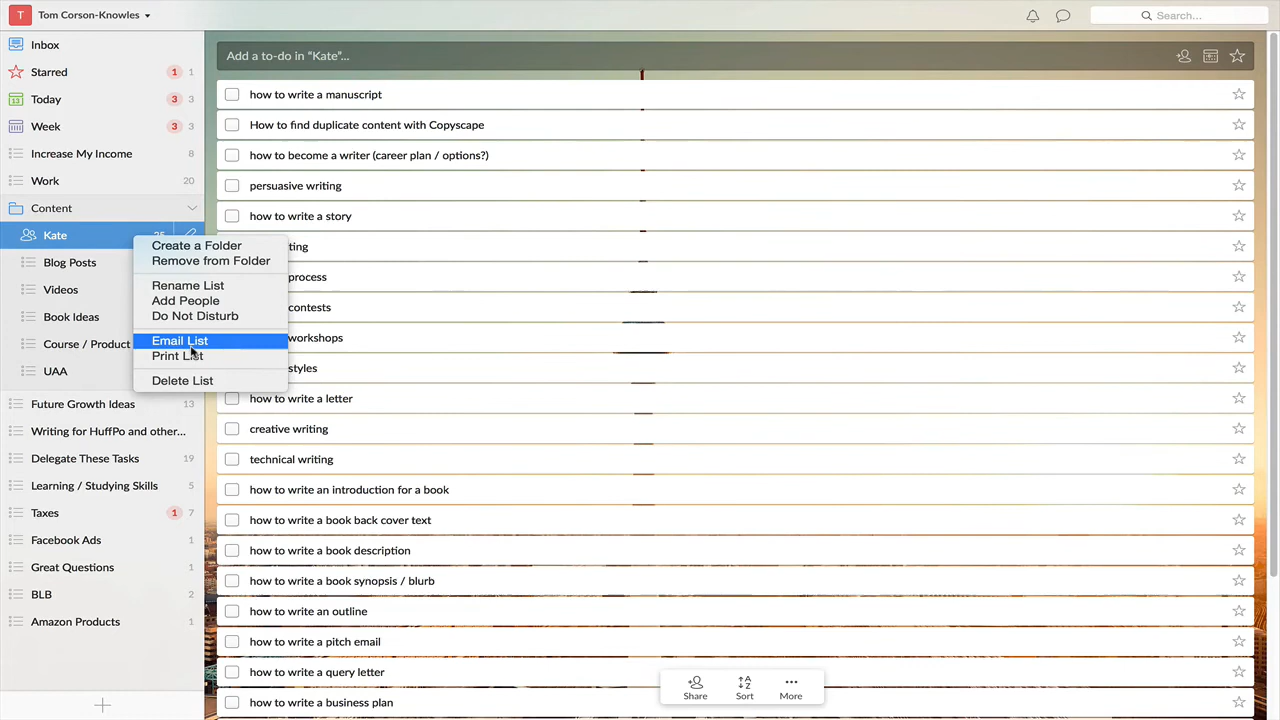 T
Tom Corson-Knowles
Search...
Inbox
Starred 1 1
13 Today 3 3
Week 3 3
Increase My Income 8
Work 20
Content
Kate
Blog Posts
Videos
Book Ideas
Course / Product
UAA
Future Growth Ideas 13
Writing for HuffPo and other...
Delegate These Tasks 19
Learning / Studying Skills 5
Taxes 1 7
Facebook Ads 1
Great Questions 1
BLB 2
Amazon Products 1
Create a Folder
Remove from Folder
Rename List
Add People
Do Not Disturb
Email List
Print List
Delete List
Add a to-do in “Kate”...
how to write a manuscript
How to find duplicate content with Copyscape
how to become a writer (career plan / options?)
persuasive writing
how to write a story
process
contests
workshops
styles
how to write a letter
creative writing
technical writing
how to write an introduction for a book
how to write a book back cover text
how to write a book description
how to write a book synopsis / blurb
how to write an outline
how to write a pitch email
how to write a query letter
how to write a business plan
Share
Sort
More